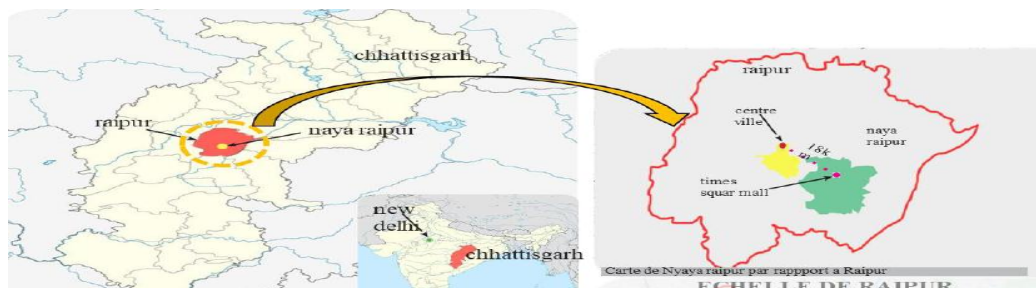 chhattisgarh
raipur
naya raipur
new
delhi
chhattisgarh
raipur
centre
ville
naya
raipur
18k
m
times
squar mall
Carte de Nyaya raipur par rappport a Raipur
ECHELLE DE RAIPUR